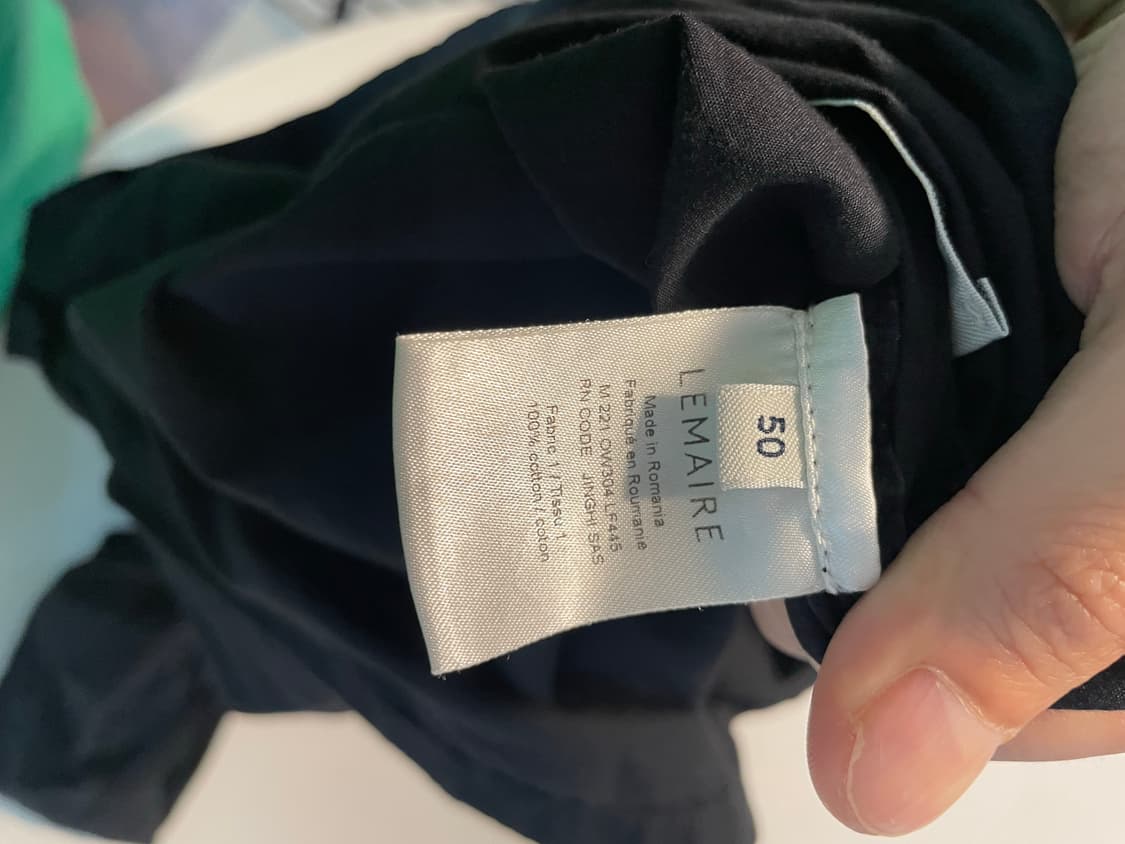 50
LEMAIRE
Made in Romania
Fabriqué en Roumanie
M 221 OW304 LF445
RN CODE JINGHI SAS
Fabric 1 / Tissu 1
100% cotton / coton